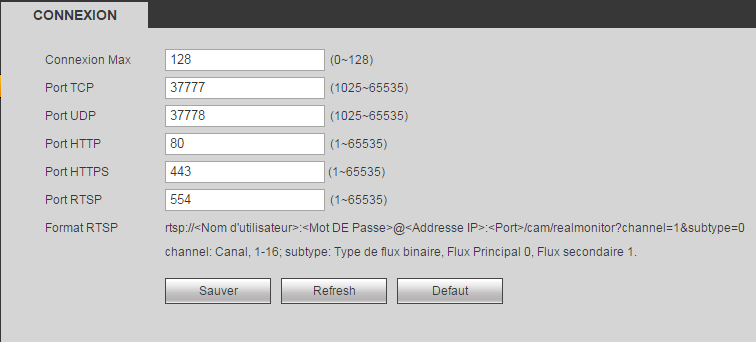 CONNEXION
Connexion Max 128 (0~128)
Port TCP 37777 (1025~65535)
Port UDP 37778 (1025~65535)
Port HTTP 80 (1~65535)
Port HTTPS 443 (1~65535)
Port RTSP 554 (1~65535)
Format RTSP rtsp://<Nom d'utilisateur>:<Mot DE Passe>@<Addresse IP>:<Port>/cam/realmonitor?channel=1&subtype=0
channel: Canal, 1-16; subtype: Type de flux binaire, Flux Principal 0, Flux secondaire 1.
Sauver Refresh Defaut